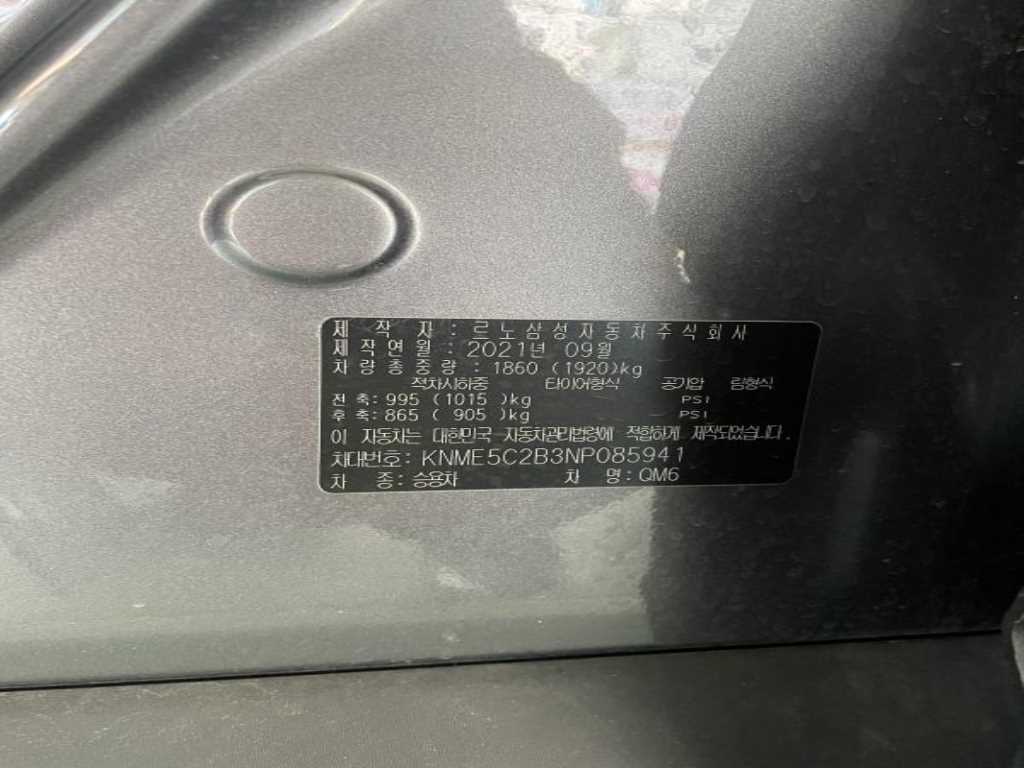 제 작 자 : 르노삼성자동차주식회사
제작연월 : 2021년 09월
차량총중량 : 1860 (1920)kg
적차시하중 타이어형식 공기압 림형식
전 축: 995 (1015)kg PSI
후 축: 865 ( 905)kg PSI
이 자동차는 대한민국 자동차관리법령에 적합하게 제작되었습니다.
차대번호: KNME5C2B3NP085941
차 종: 승용차 차 명: QM6